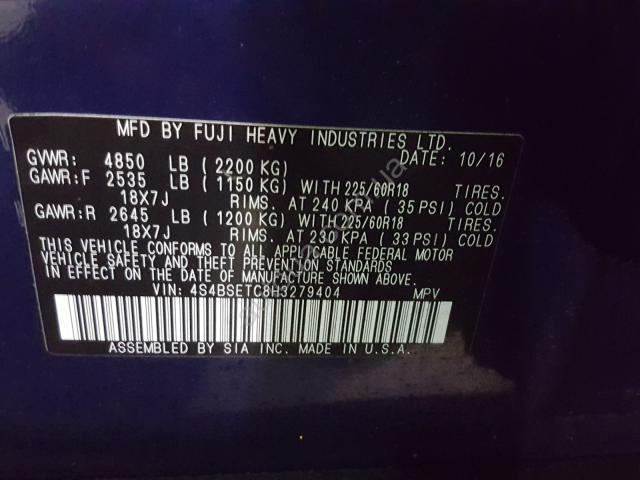 MFD BY FUJI HEAVY INDUSTRIES LTD.
GVWR: 4850 LB (2200 KG) DATE: 10/16
GAWR:F 2535 LB (1150 KG) WITH 225/60R18 TIRES.
18X7J RIMS. AT 240 KPA (35 PSI) COLD
GAWR:R 2645 LB (1200 KG) WITH 225/60R18 TIRES.
18X7J RIMS. AT 230 KPA (33 PSI) COLD
THIS VEHICLE CONFORMS TO ALL APPLICABLE FEDERAL MOTOR
VEHICLE SAFETY AND THEFT PREVENTION STANDARDS
IN EFFECT ON THE DATE OF MANUFACTURE SHOWN ABOVE.
VIN: 4S4BSETC8H3279404 MPV
ASSEMBLED BY SIA INC. MADE IN U.S.A.